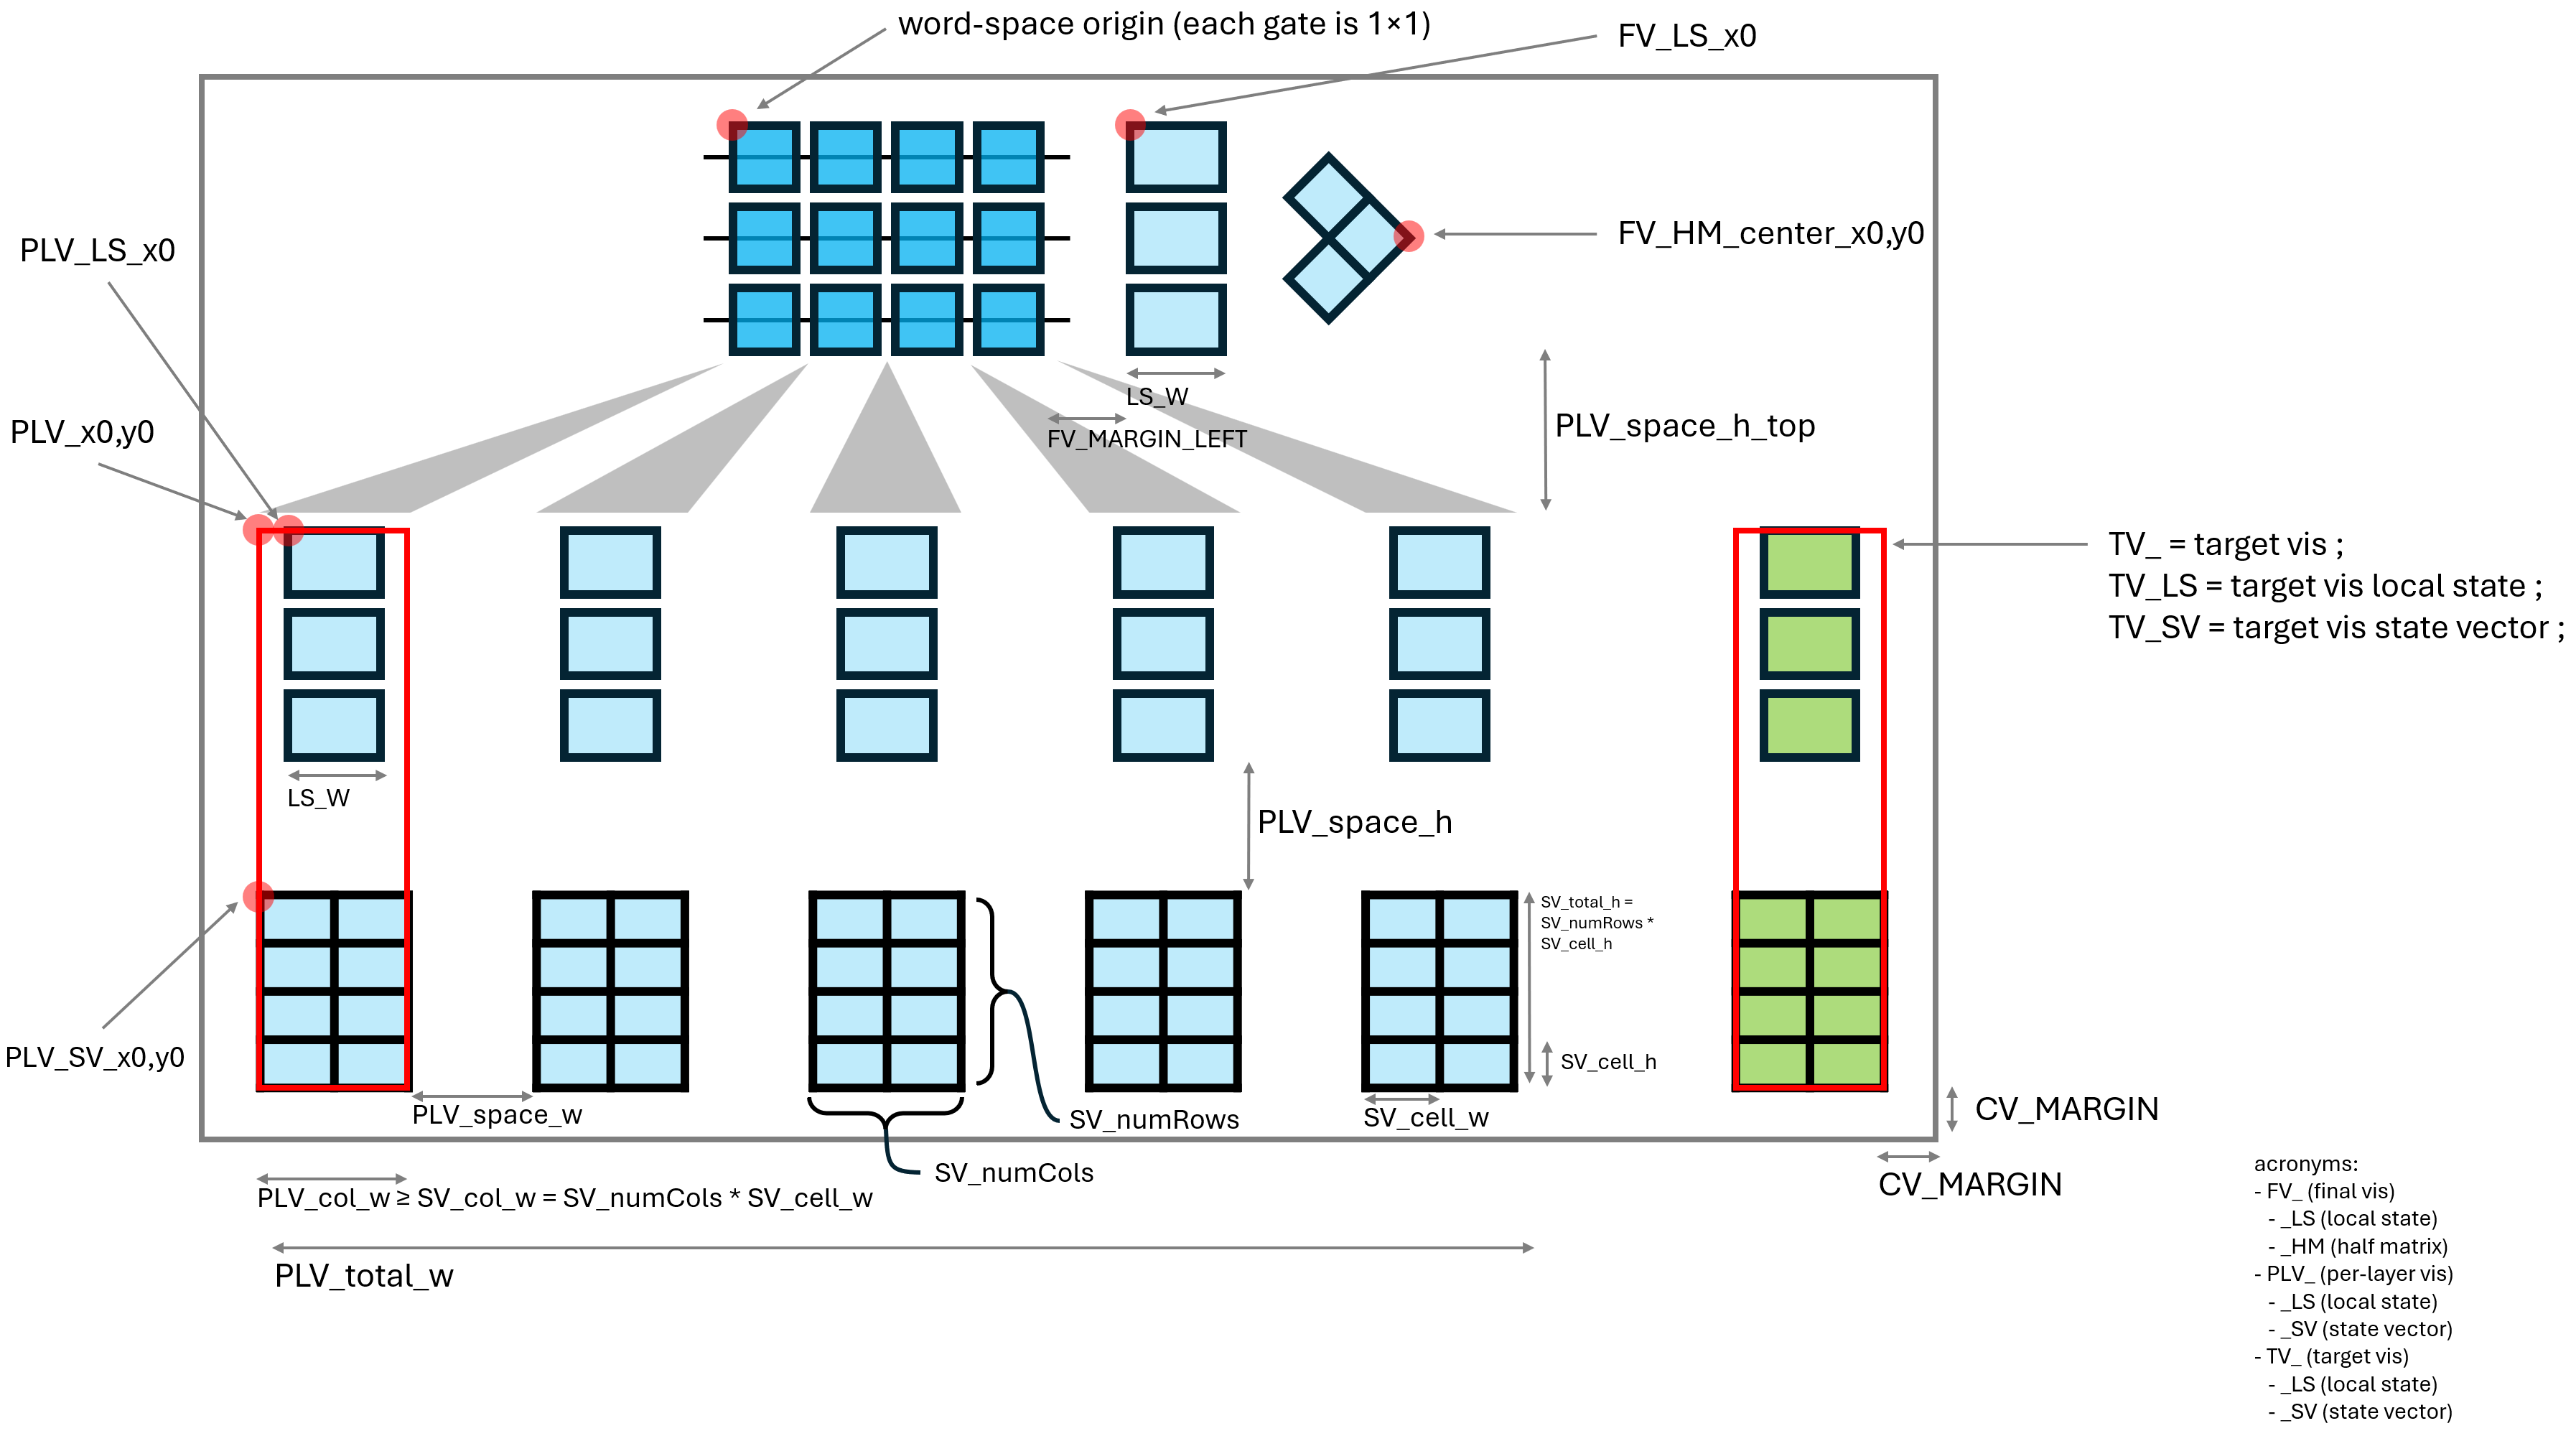 word-space origin (each gate is 1×1)
FV_LS_x0
PLV_LS_x0
FV_HM_center_x0,y0
LS_W
PLV_x0,y0
FV_MARGIN_LEFT
PLV_space_h_top
TV_ = target vis ;
TV_LS = target vis local state ;
TV_SV = target vis state vector ;
LS_W
PLV_space_h
SV_total_h =
SV_numRows *
SV_cell_h
PLV_SV_x0,y0
SV_cell_h
PLV_space_w
SV_numRows
SV_cell_w
CV_MARGIN
SV_numCols
CV_MARGIN
PLV_col_w ≥ SV_col_w = SV_numCols * SV_cell_w
PLV_total_w
acronyms:
- FV_ (final vis)
- _LS (local state)
- _HM (half matrix)
- PLV_ (per-layer vis)
- _LS (local state)
- _SV (state vector)
- TV_ (target vis)
- _LS (local state)
- _SV (state vector)